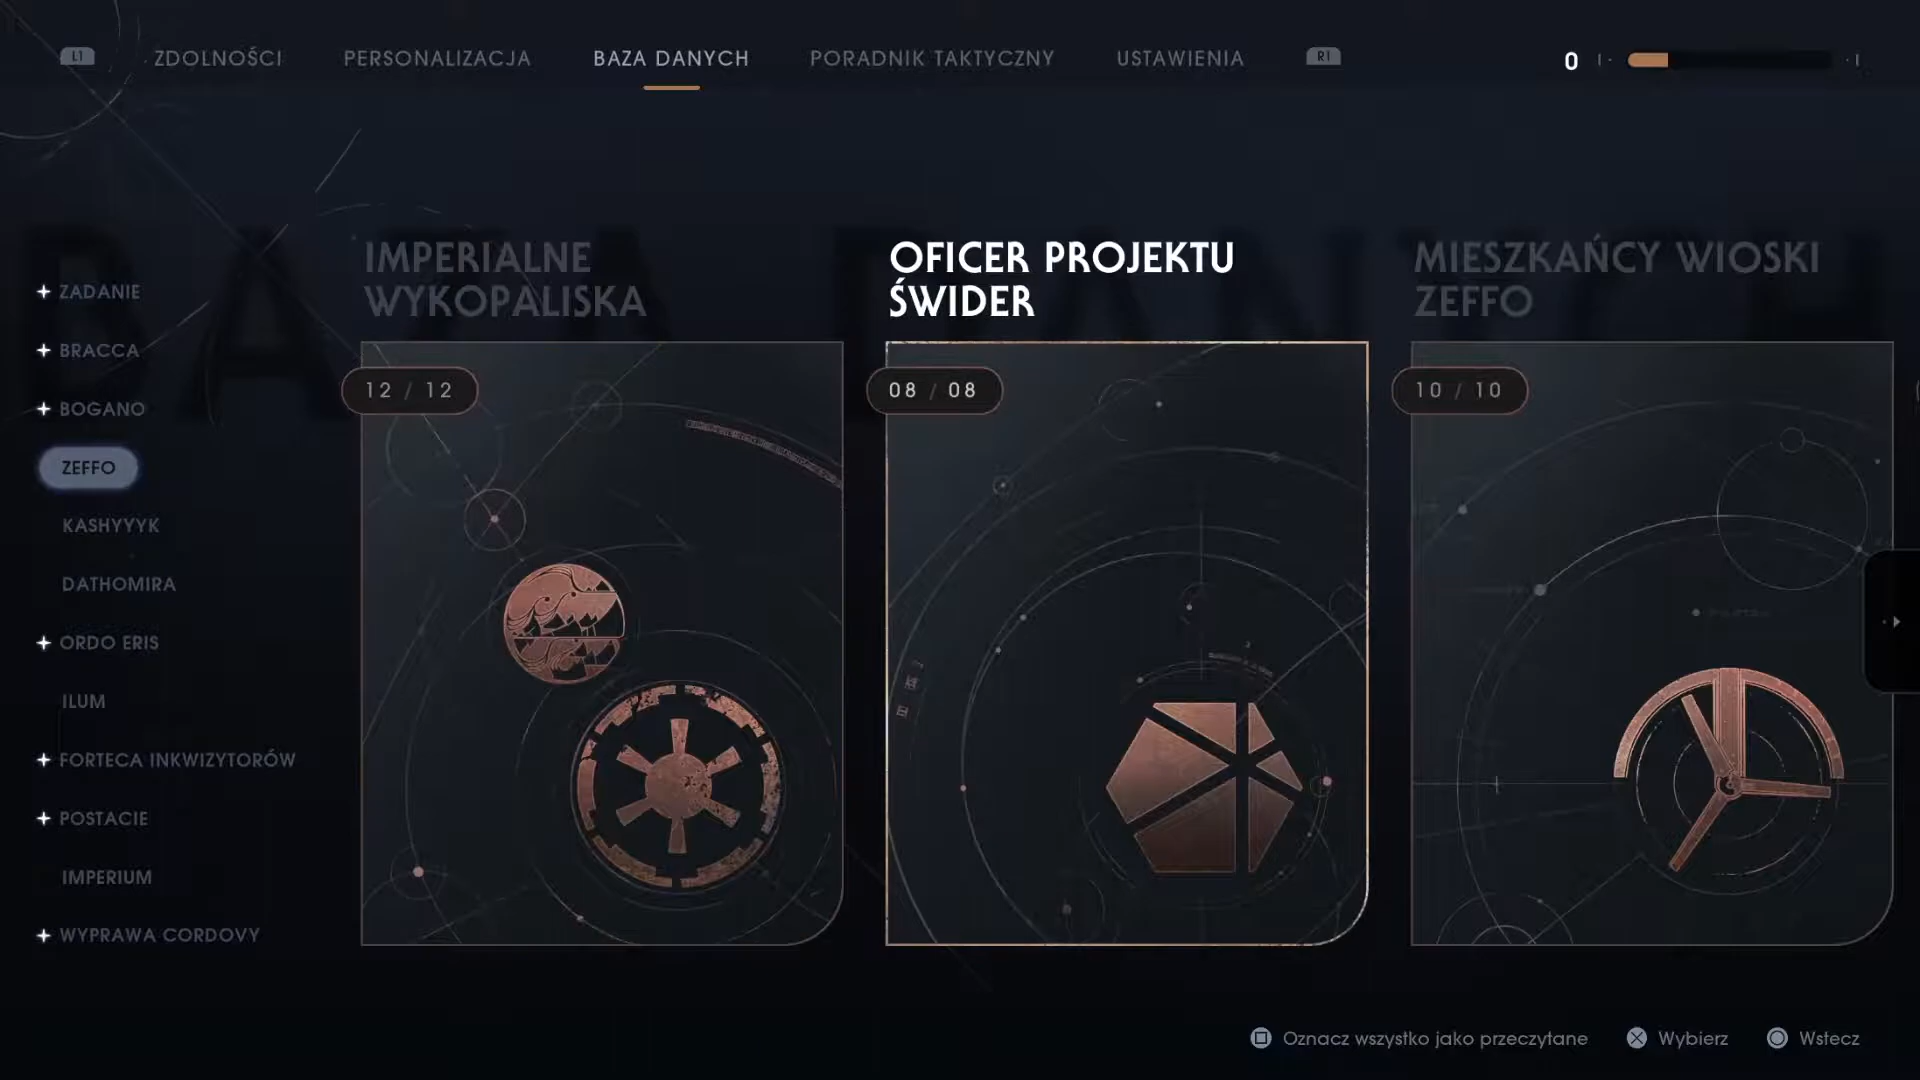 L1 ZDOLNOŚCI PERSONALIZACJA BAZA DANYCH PORADNIK TAKTYCZNY USTAWIENIA R1 0
BAZA DANYCH
ZADANIE
BRACCA
BOGANO
ZEFFO
KASHYYYK
DATHOMIRA
ORDO ERIS
ILUM
FORTECA INKWIZYTORÓW
POSTACIE
IMPERIUM
WYPRAWA CORDOVY
IMPERIALNE
WYKOPALISKA
12 / 12
OFICER PROJEKTU
ŚWIDER
08 / 08
MIESZKAŃCY WIOSKI
ZEFFO
10 / 10
Oznacz wszystko jako przeczytane Wybierz Wstecz